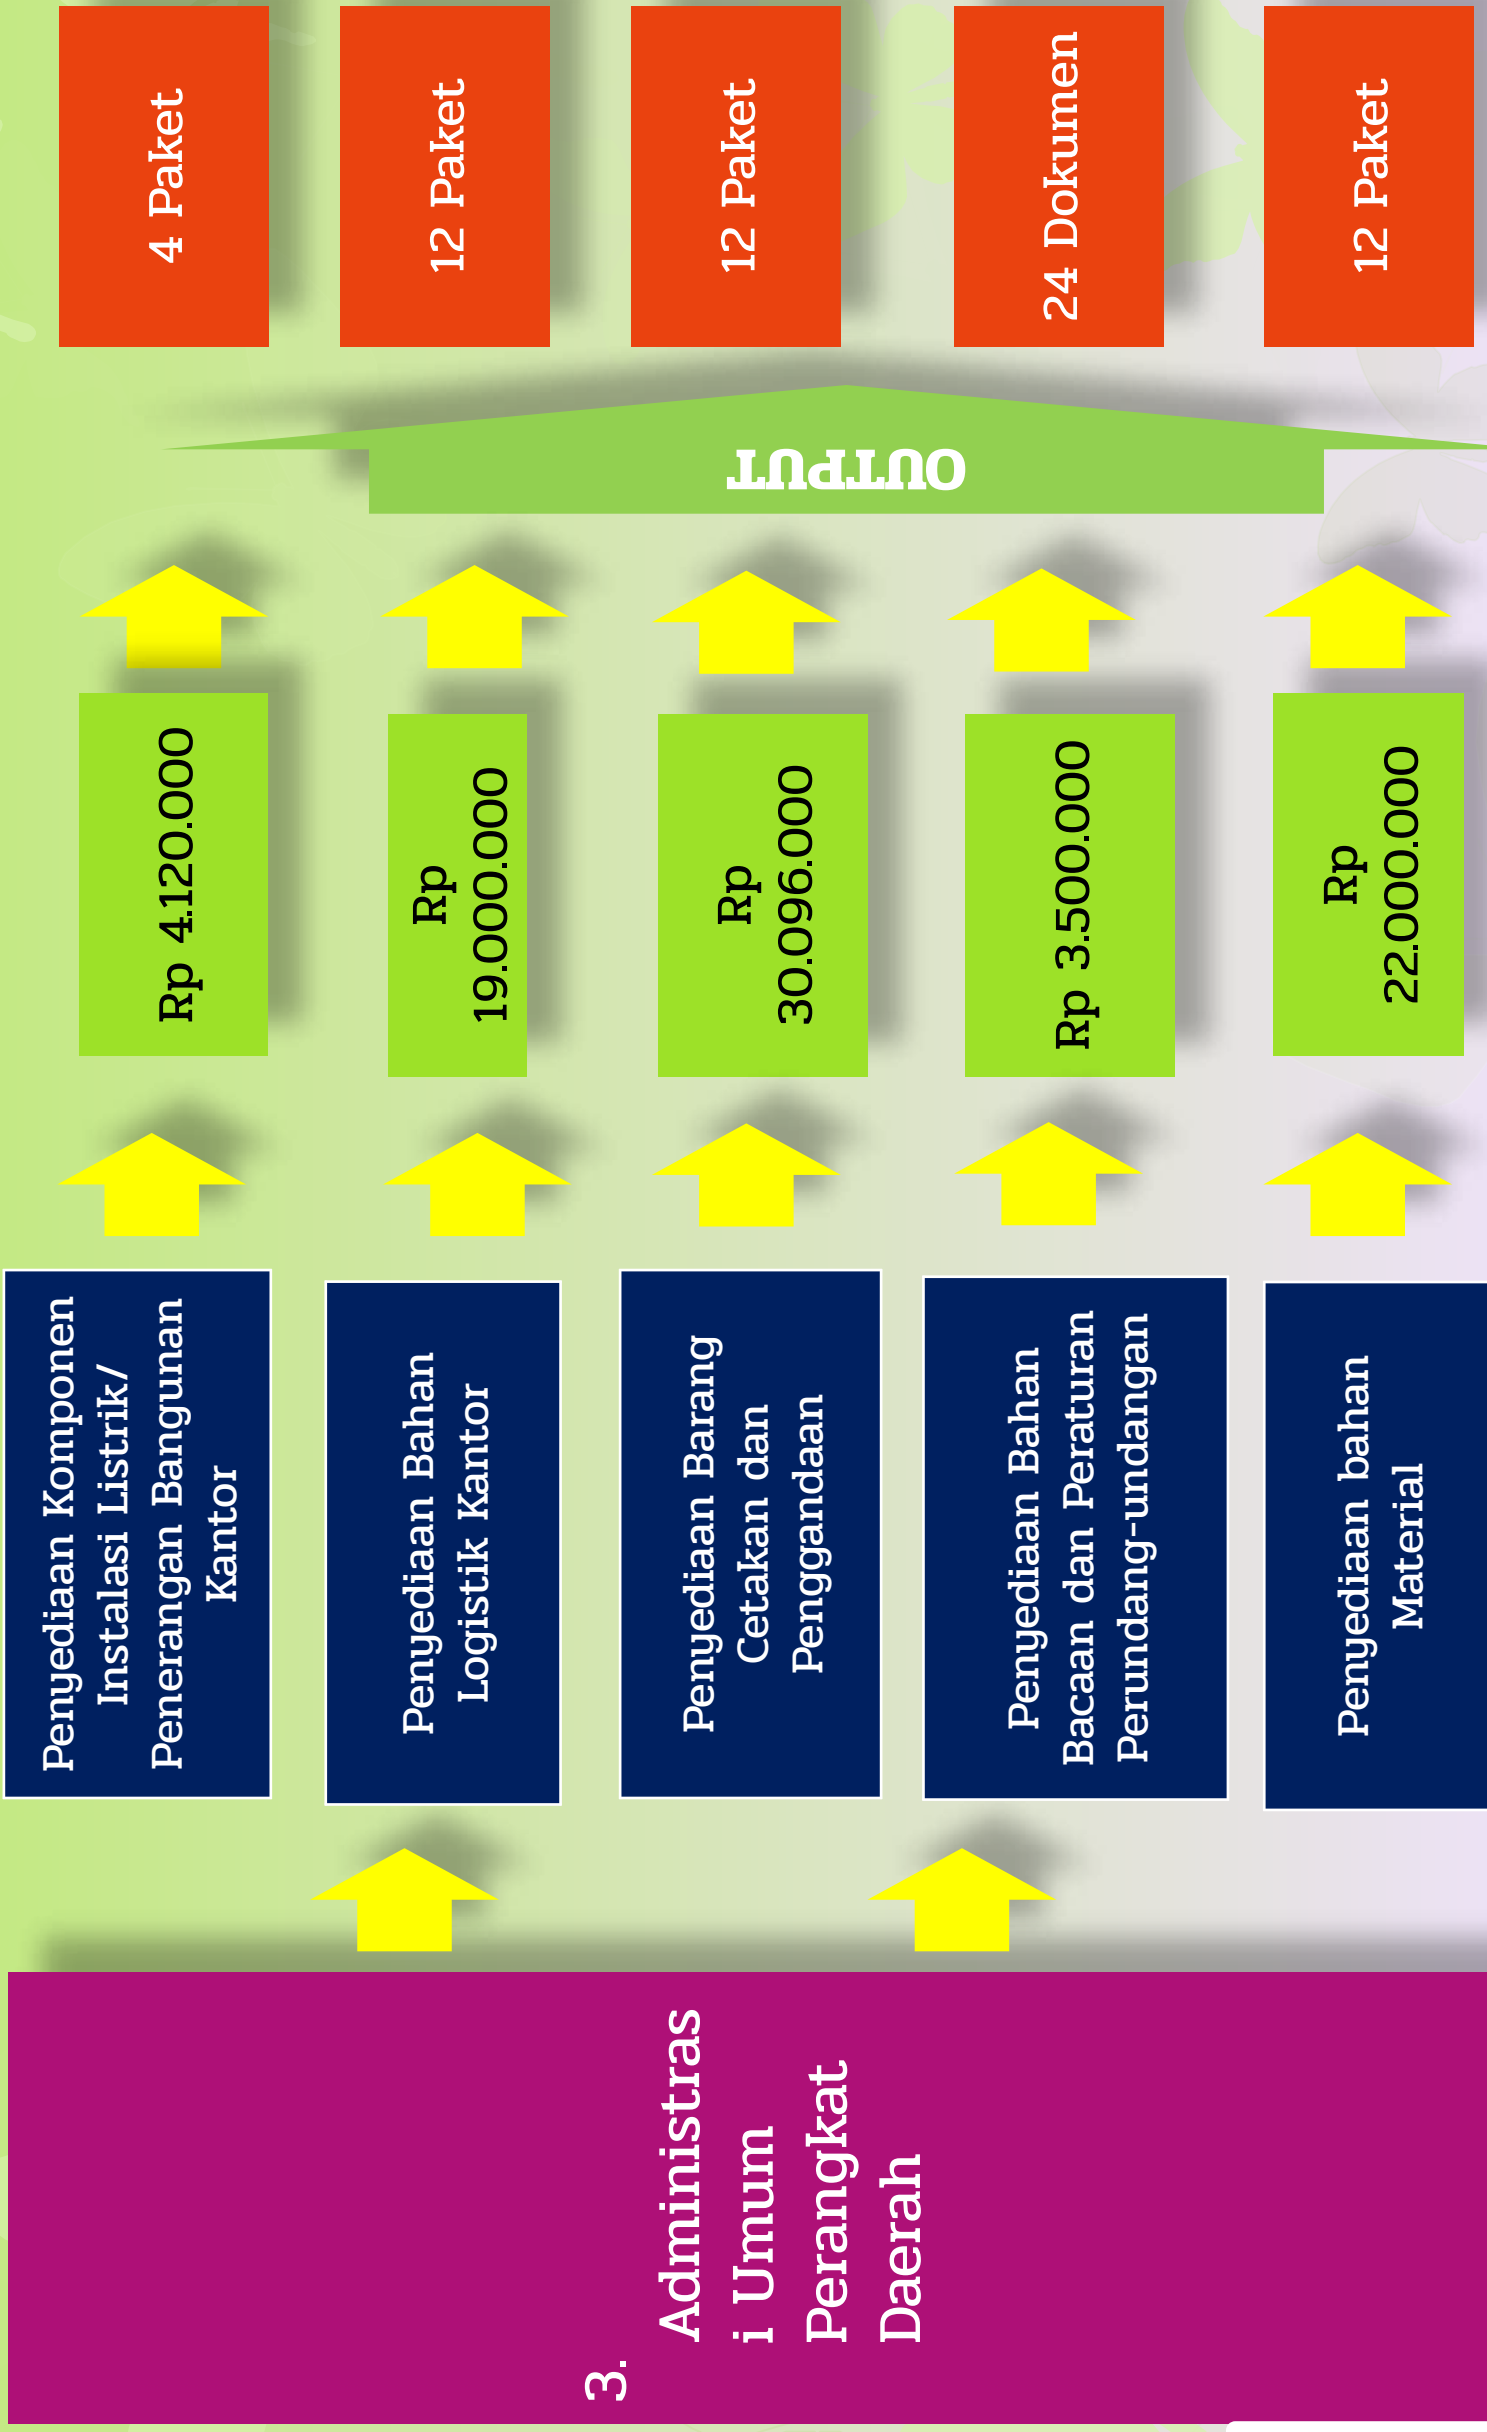 3.
Administras
i Umum
Perangkat
Daerah
Penyediaan Komponen
Instalasi Listrik/
Penerangan Bangunan
Kantor
Rp 4.120.000
4 Paket
Penyediaan Bahan
Logistik Kantor
Rp
19.000.000
12 Paket
Penyediaan Barang
Cetakan dan
Penggandaan
Rp
30.096.000
12 Paket
Penyediaan Bahan
Bacaan dan Peraturan
Perundang-undangan
Rp 3.500.000
24 Dokumen
Penyediaan bahan
Material
Rp
22.000.000
12 Paket
OUTPUT